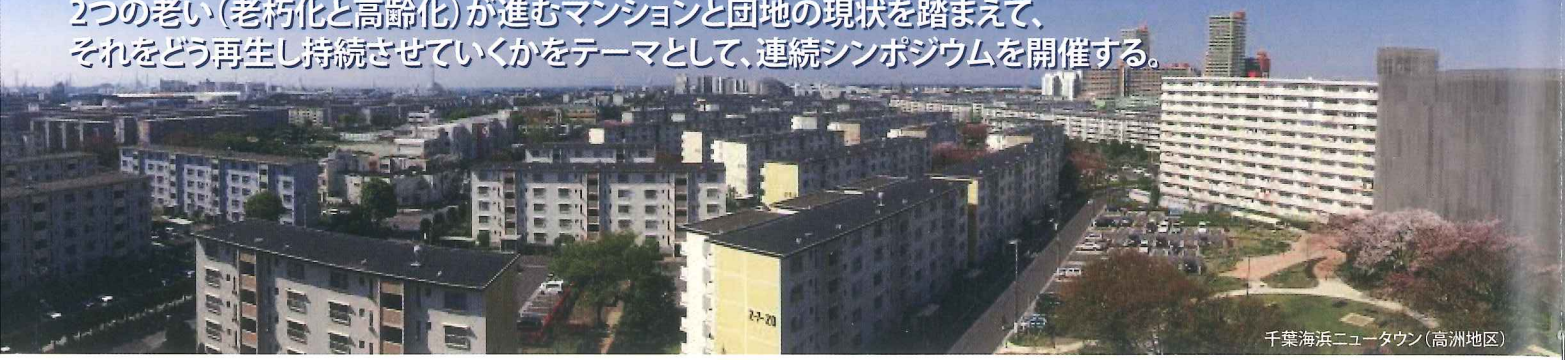 2つの老い（老朽化と高齢化）が進むマンションと団地の現状を踏まえて、
それをどう再生し持続させていくかをテーマとして、連続シンポジウムを開催する。
2-7-20
千葉海浜ニュータウン（高洲地区）